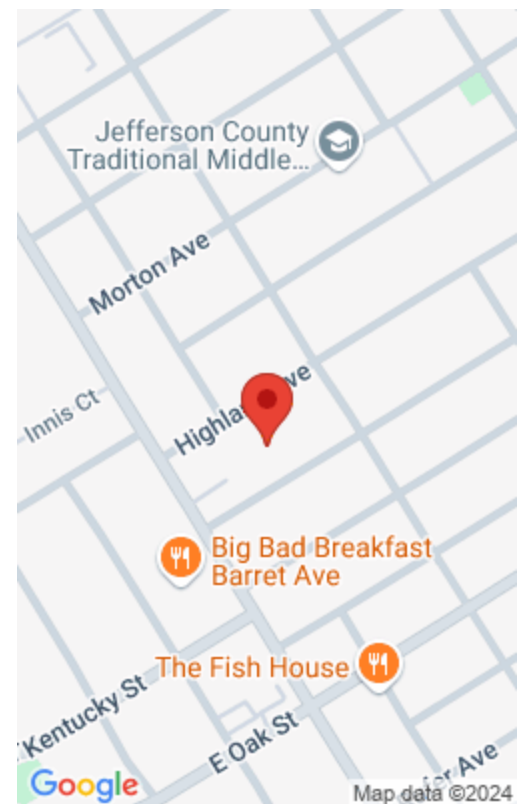 Jefferson County
Traditional Middle...
Morton Ave
Innis Ct
Big Bad Breakfast
Barret Ave
The Fish House
Kentucky St
E Oak St
Ave
Google
Map data ©2024